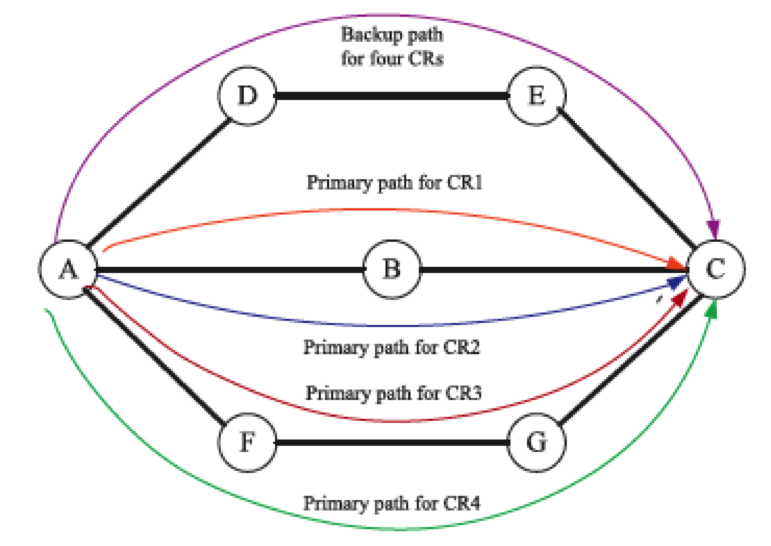 Backup path
for four CRs
D
E
Primary path for CR1
A
B
C
Primary path for CR2
Primary path for CR3
F
G
Primary path for CR4